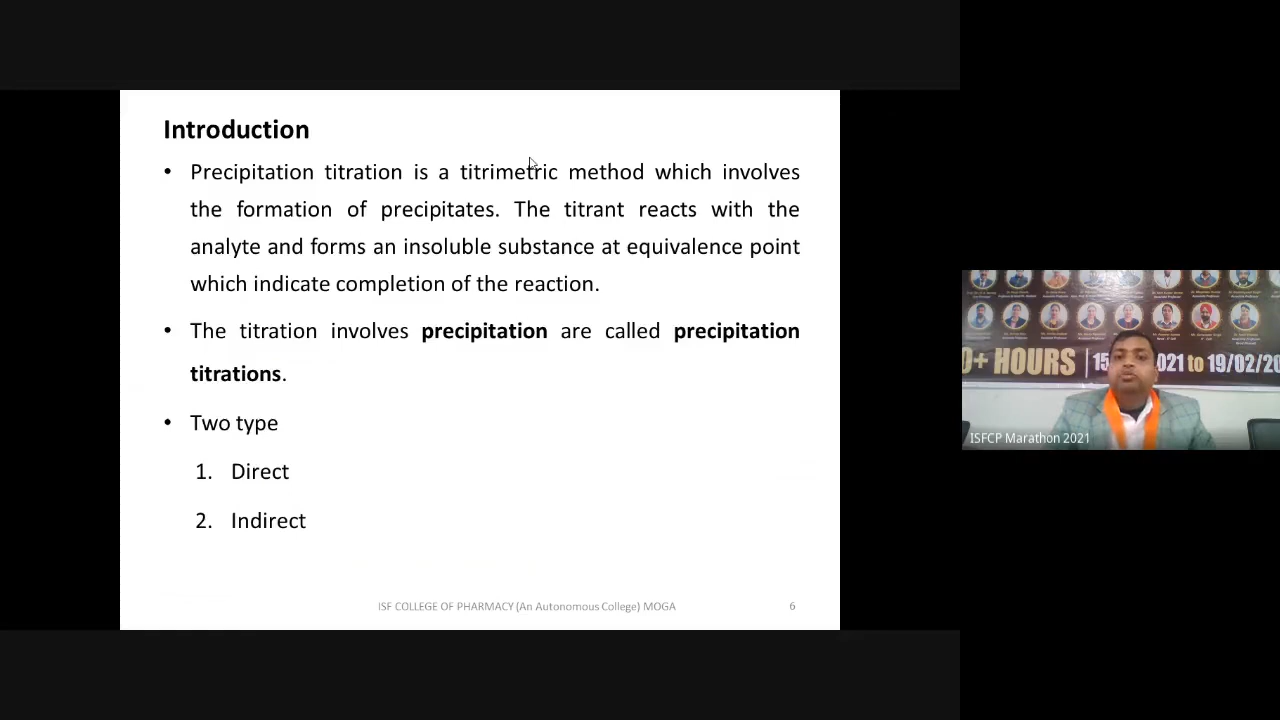 Introduction
• Precipitation titration is a titrimetric method which involves
the formation of precipitates. The titrant reacts with the
analyte and forms an insoluble substance at equivalence point
which indicate completion of the reaction.
• The titration involves precipitation are called precipitation
titrations.
• Two type
1. Direct
2. Indirect
ISF COLLEGE OF PHARMACY (An Autonomous College) MOGA 6
0+ HOURS 15 021 to 19/02/20
ISFCP Marathon 2021